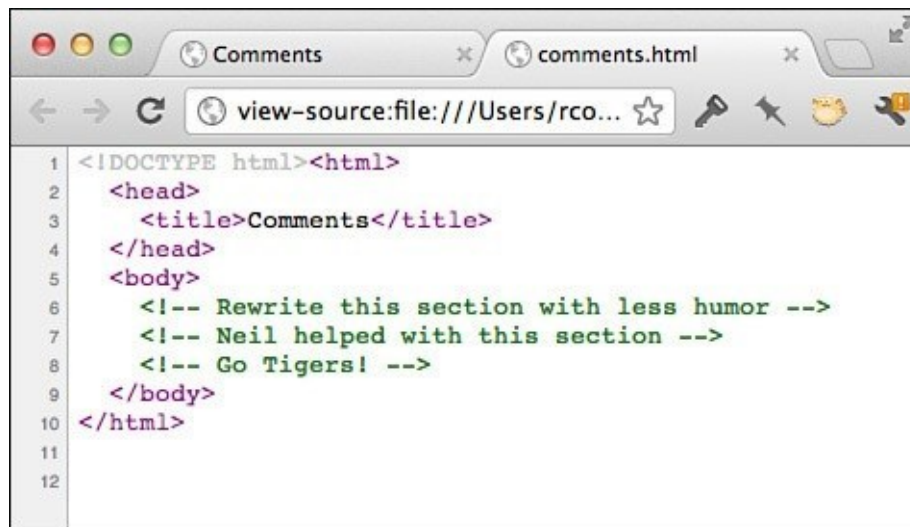 Comments comments.html
view-source:file:///Users/rco...
1 <!DOCTYPE html><html>
2   <head>
3     <title>Comments</title>
4   </head>
5   <body>
6     <!-- Rewrite this section with less humor -->
7     <!-- Neil helped with this section -->
8     <!-- Go Tigers! -->
9   </body>
10 </html>
11
12